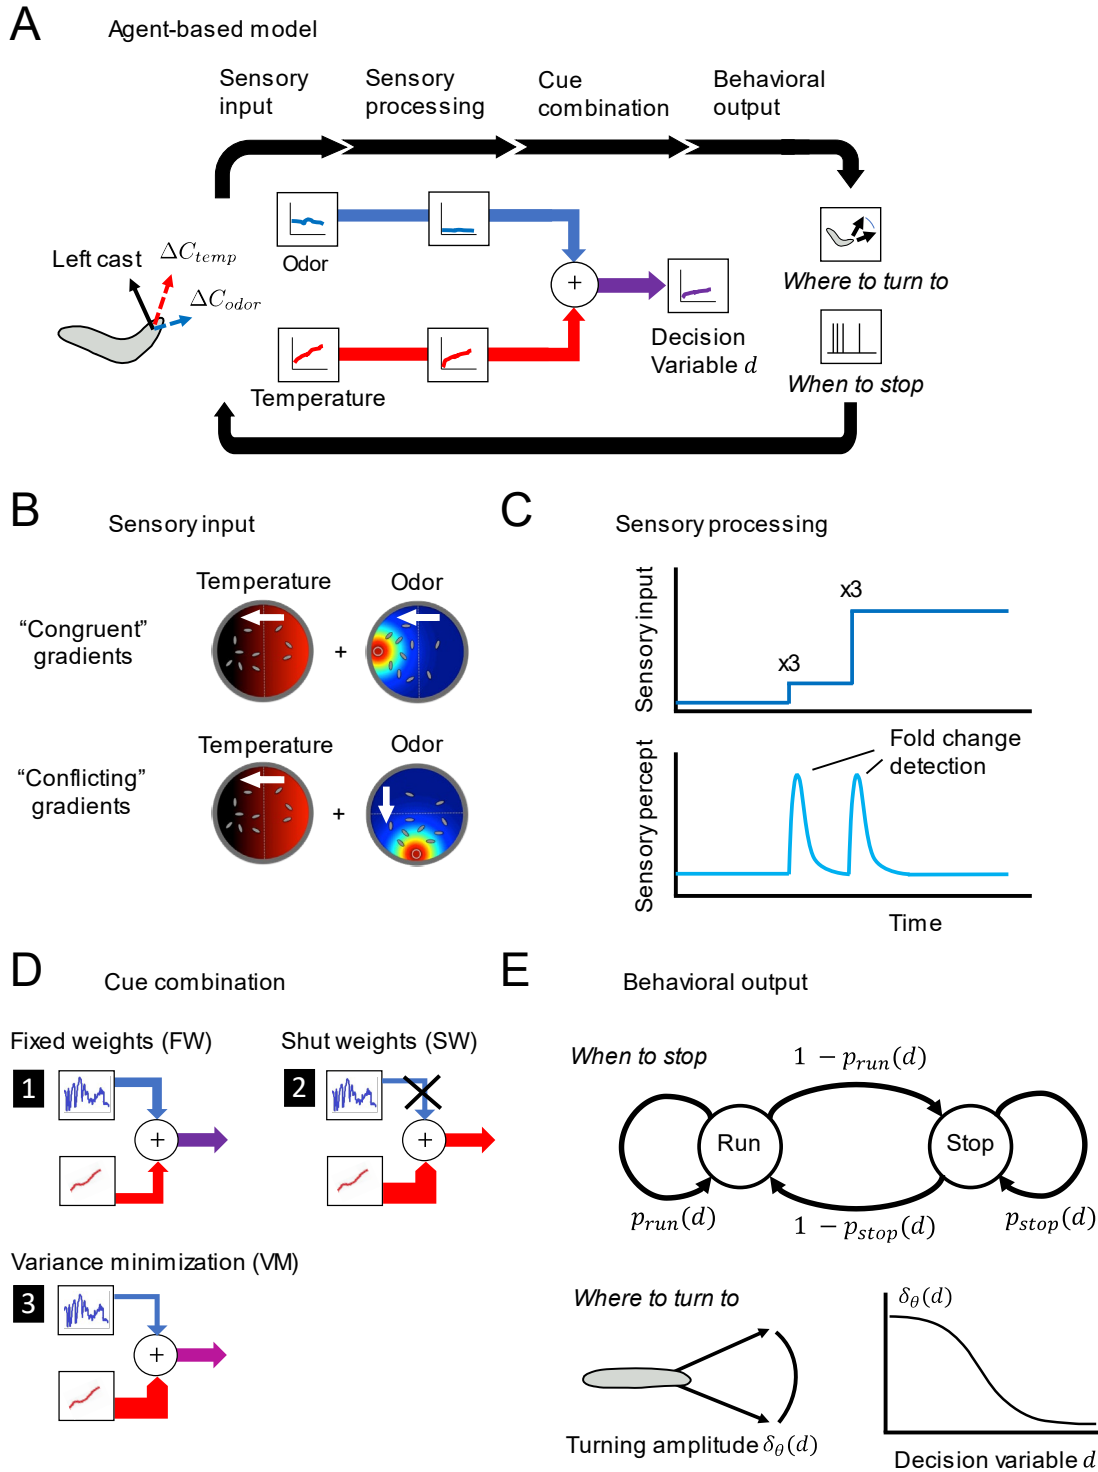 A
Agent-based model
Sensory
input
Sensory
processing
Cue
combination
Behavioral
output
Left cast
ΔC_temp
ΔC_odor
Odor
Temperature
+
Decision
Variable d
Where to turn to
When to stop
B
Sensory input
Temperature
Odor
“Congruent”
gradients
+
Temperature
Odor
“Conflicting”
gradients
+
C
Sensory processing
Sensory input
x3
x3
Sensory percept
Fold change
detection
Time
D
Cue combination
Fixed weights (FW)
1
+
Shut weights (SW)
2
+
Variance minimization (VM)
3
+
E
Behavioral output
When to stop
1 − p_run(d)
Run
Stop
p_run(d)
1 − p_stop(d)
p_stop(d)
Where to turn to
Turning amplitude δ_θ(d)
δ_θ(d)
Decision variable d